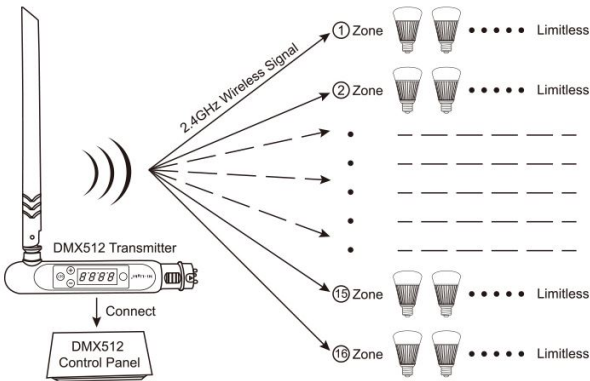 ① Zone Limitless
2.4GHz Wireless Signal
② Zone Limitless
DMX512 Transmitter
8888
⑮ Zone Limitless
Connect
DMX512
Control Panel
⑯ Zone Limitless